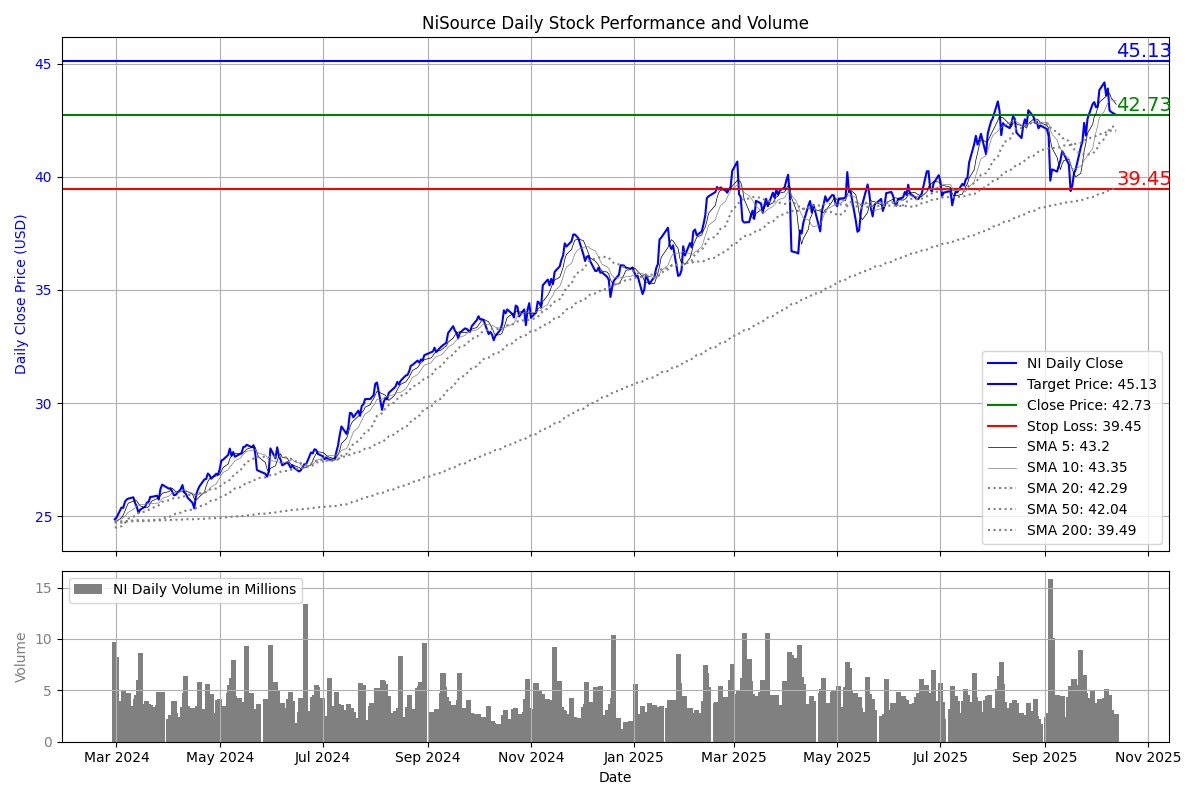 NiSource Daily Stock Performance and Volume
Daily Close Price (USD)
45
40
35
30
25
45.13
42.73
39.45
NI Daily Close
Target Price: 45.13
Close Price: 42.73
Stop Loss: 39.45
SMA 5: 43.2
SMA 10: 43.35
SMA 20: 42.29
SMA 50: 42.04
SMA 200: 39.49
Volume
15
10
5
0
NI Daily Volume in Millions
Mar 2024 May 2024 Jul 2024 Sep 2024 Nov 2024 Jan 2025 Mar 2025 May 2025 Jul 2025 Sep 2025 Nov 2025
Date